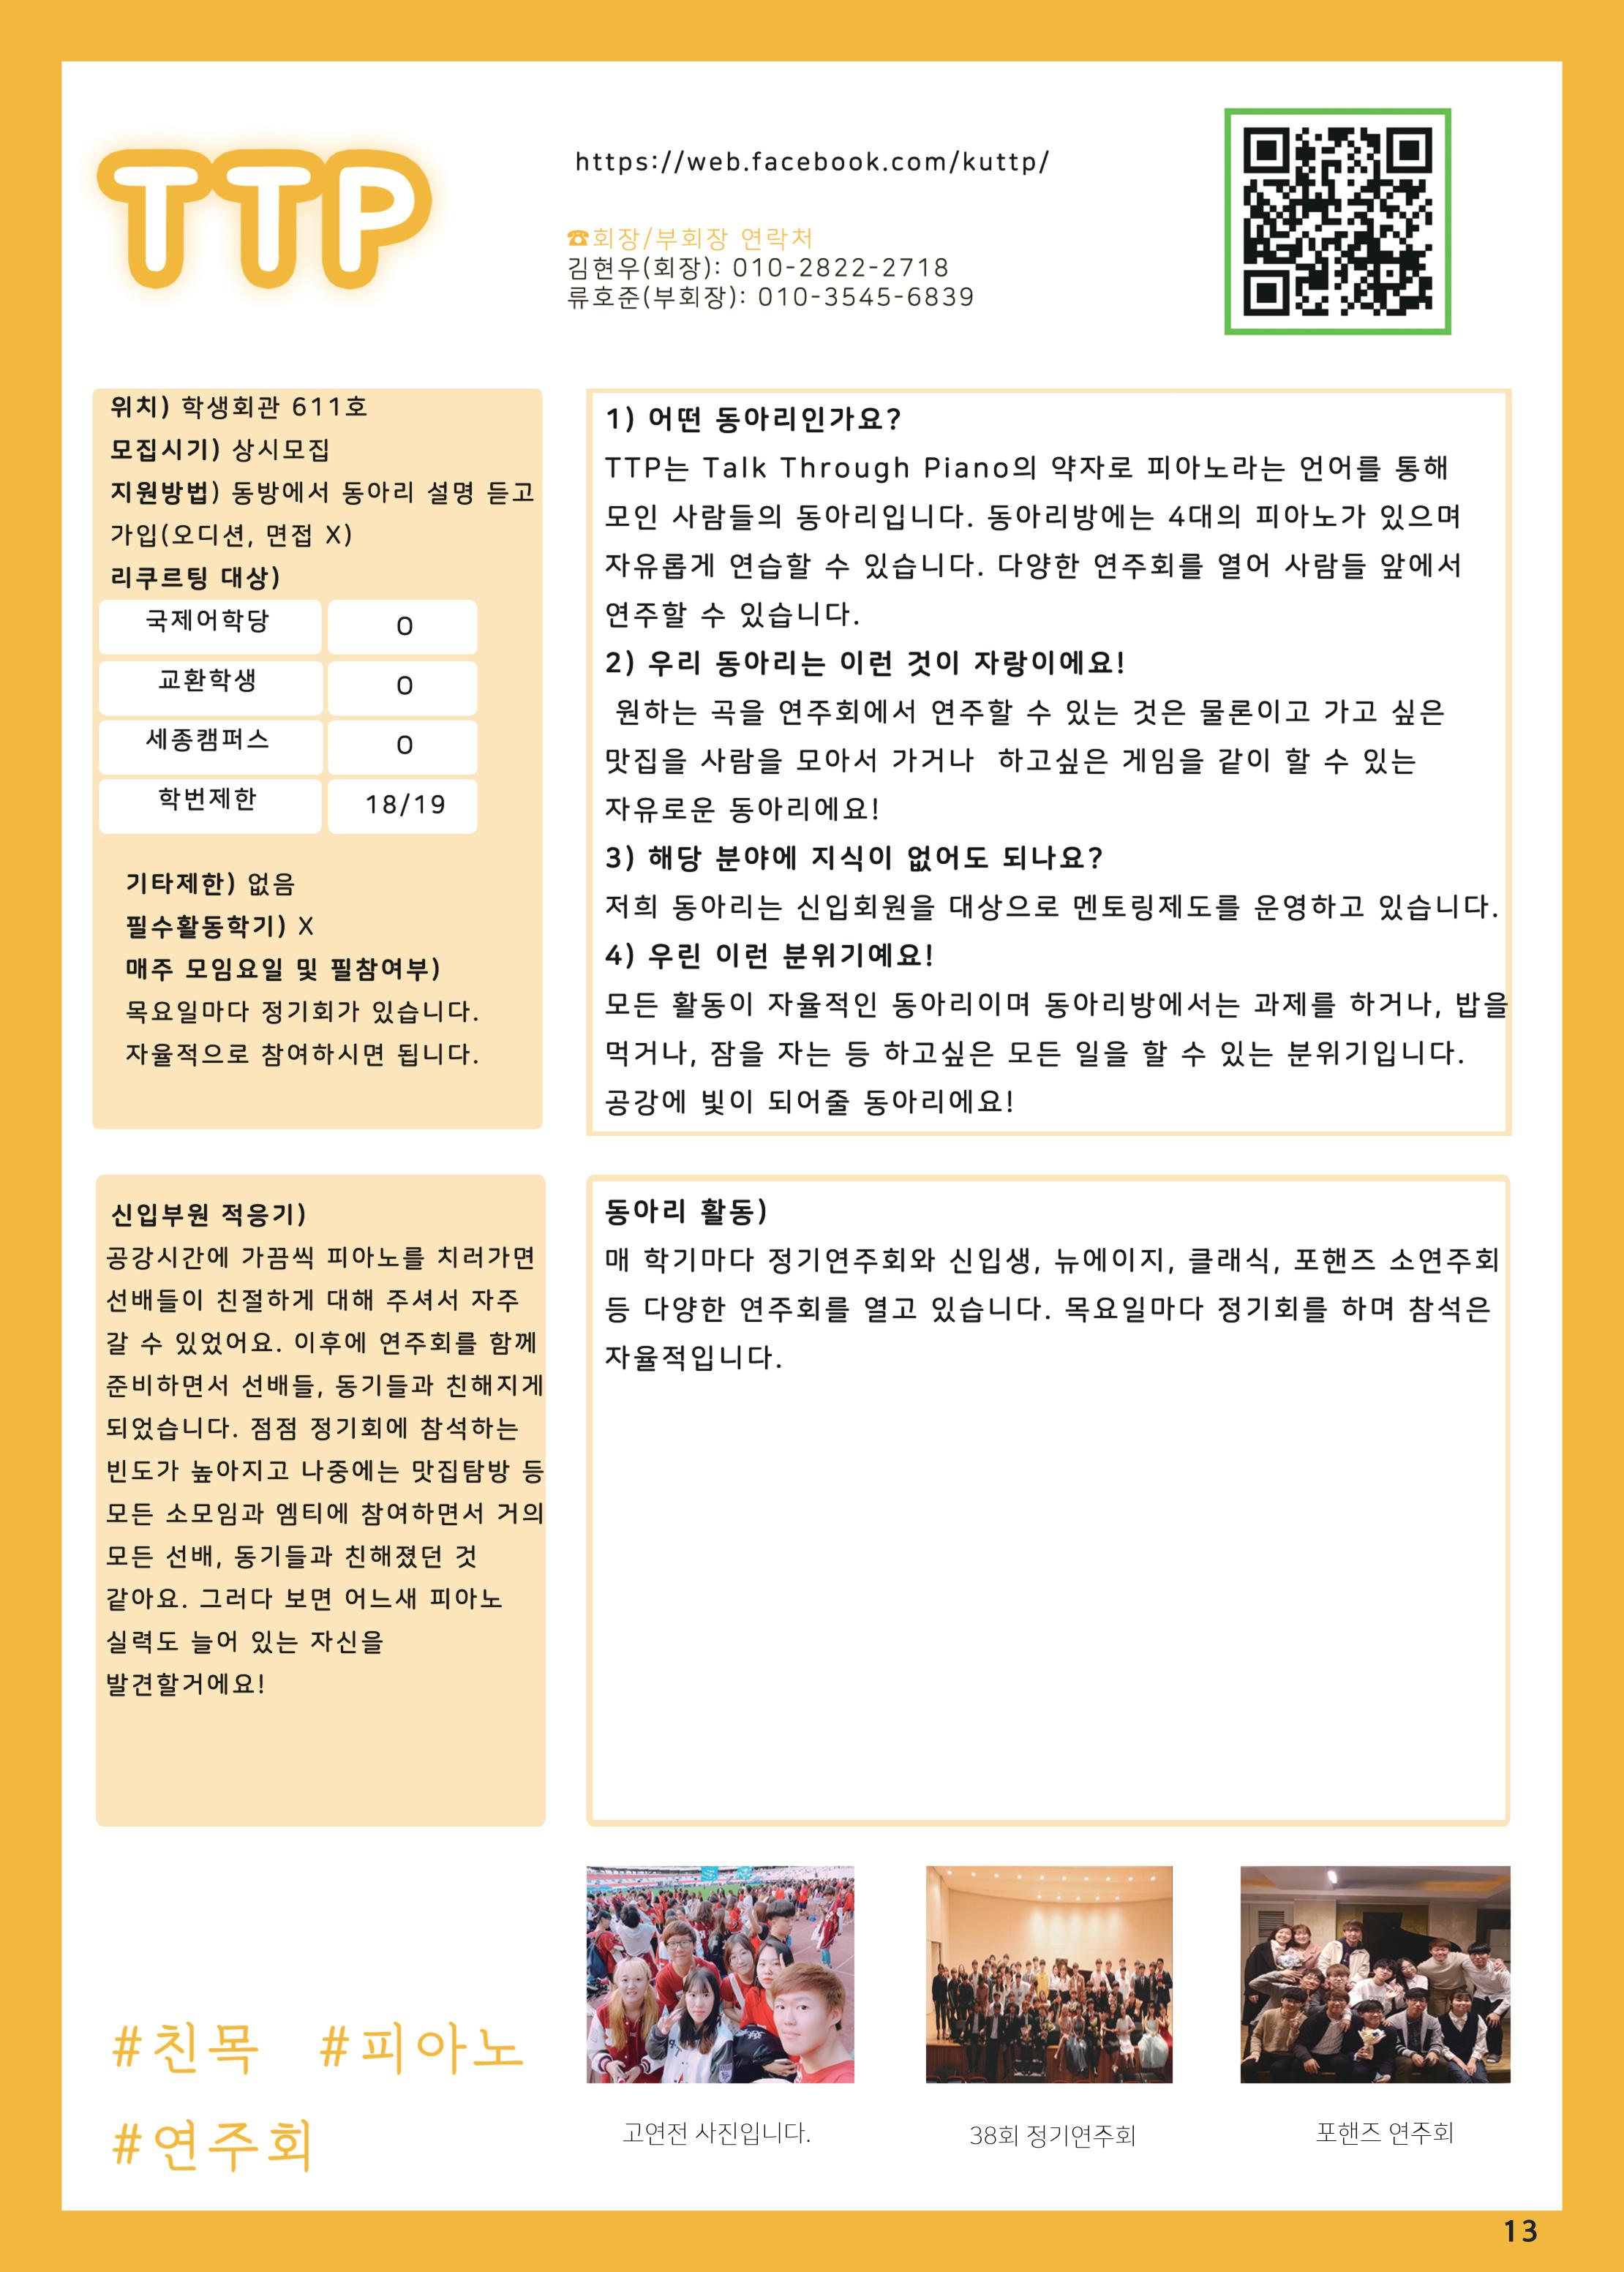 TTP
https://web.facebook.com/kuttp/
☎회장/부회장 연락처
김현우(회장): 010-2822-2718
류호준(부회장): 010-3545-6839
위치) 학생회관 611호
모집시기) 상시모집
지원방법) 동방에서 동아리 설명 듣고
가입(오디션, 면접 X)
리쿠르팅 대상)
국제어학당 O
교환학생 O
세종캠퍼스 O
학번제한 18/19
기타제한) 없음
필수활동학기) X
매주 모임요일 및 필참여부)
목요일마다 정기회가 있습니다.
자율적으로 참여하시면 됩니다.
1) 어떤 동아리인가요?
TTP는 Talk Through Piano의 약자로 피아노라는 언어를 통해
모인 사람들의 동아리입니다. 동아리방에는 4대의 피아노가 있으며
자유롭게 연습할 수 있습니다. 다양한 연주회를 열어 사람들 앞에서
연주할 수 있습니다.
2) 우리 동아리는 이런 것이 자랑이에요!
원하는 곡을 연주회에서 연주할 수 있는 것은 물론이고 가고 싶은
맛집을 사람을 모아서 가거나  하고싶은 게임을 같이 할 수 있는
자유로운 동아리에요!
3) 해당 분야에 지식이 없어도 되나요?
저희 동아리는 신입회원을 대상으로 멘토링제도를 운영하고 있습니다.
4) 우린 이런 분위기예요!
모든 활동이 자율적인 동아리이며 동아리방에서는 과제를 하거나, 밥을
먹거나, 잠을 자는 등 하고싶은 모든 일을 할 수 있는 분위기입니다.
공강에 빛이 되어줄 동아리에요!
신입부원 적응기)
공강시간에 가끔씩 피아노를 치러가면
선배들이 친절하게 대해 주셔서 자주
갈 수 있었어요. 이후에 연주회를 함께
준비하면서 선배들, 동기들과 친해지게
되었습니다. 점점 정기회에 참석하는
빈도가 높아지고 나중에는 맛집탐방 등
모든 소모임과 엠티에 참여하면서 거의
모든 선배, 동기들과 친해졌던 것
같아요. 그러다 보면 어느새 피아노
실력도 늘어 있는 자신을
발견할거에요!
동아리 활동)
매 학기마다 정기연주회와 신입생, 뉴에이지, 클래식, 포핸즈 소연주회
등 다양한 연주회를 열고 있습니다. 목요일마다 정기회를 하며 참석은
자율적입니다.
#친목 #피아노
#연주회
고연전 사진입니다.
38회 정기연주회
포핸즈 연주회
13